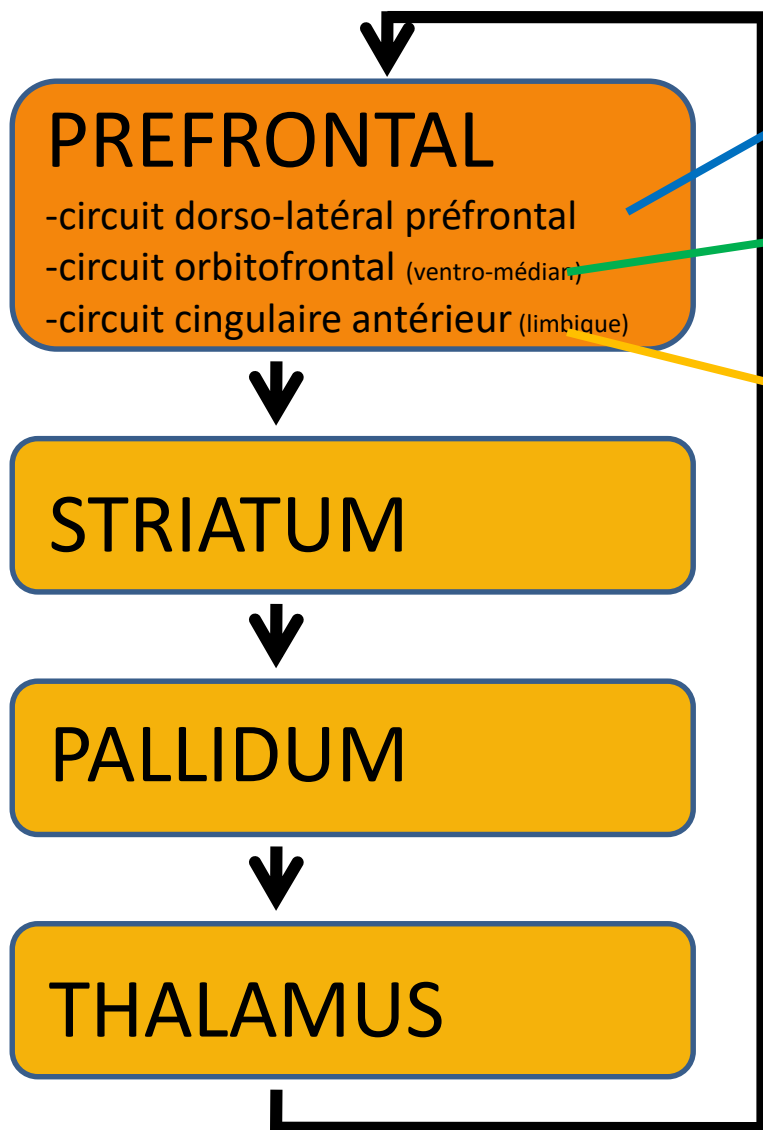 PREFRONTAL
-circuit dorso-latéral préfrontal
-circuit orbitofrontal (ventro-médian)
-circuit cingulaire antérieur (limbique)
STRIATUM
PALLIDUM
THALAMUS